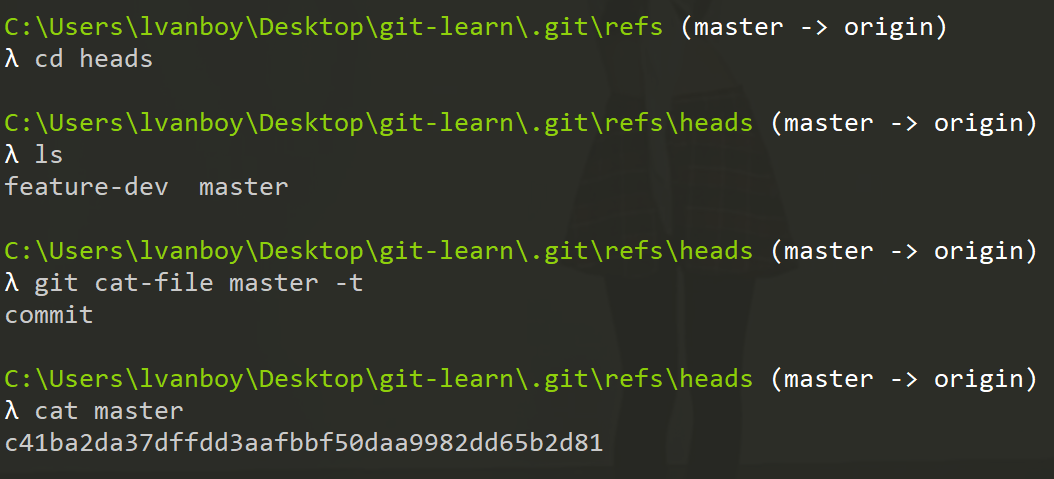 C:\Users\lvanboy\Desktop\git-learn\.git\refs (master -> origin)
λ cd heads
C:\Users\lvanboy\Desktop\git-learn\.git\refs\heads (master -> origin)
λ ls
feature-dev  master
C:\Users\lvanboy\Desktop\git-learn\.git\refs\heads (master -> origin)
λ git cat-file master -t
commit
C:\Users\lvanboy\Desktop\git-learn\.git\refs\heads (master -> origin)
λ cat master
c41ba2da37dffdd3aafbbf50daa9982dd65b2d81